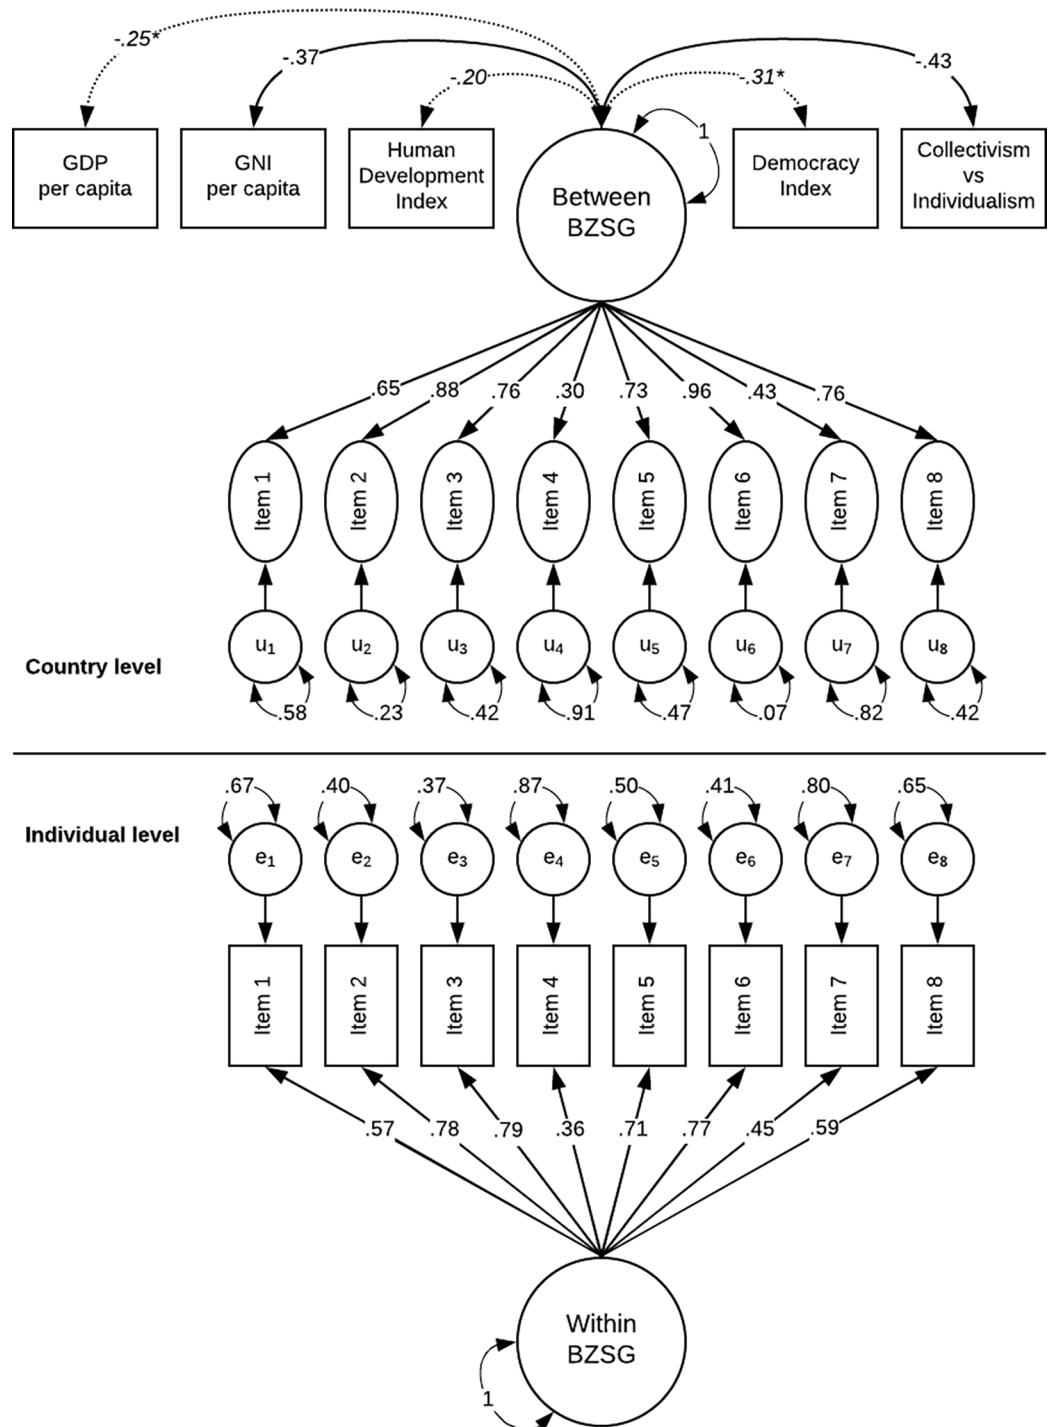 -.25*
-.37
-.20
-.31*
-.43
1
GDP
per capita
GNI
per capita
Human
Development
Index
Between
BZSG
Democracy
Index
Collectivism
vs
Individualism
.65
.88
.76
.30
.73
.96
.43
.76
Item 1
Item 2
Item 3
Item 4
Item 5
Item 6
Item 7
Item 8
u1
u2
u3
u4
u5
u6
u7
u8
Country level
.58
.23
.42
.91
.47
.07
.82
.42
.67
.40
.37
.87
.50
.41
.80
.65
Individual level
e1
e2
e3
e4
e5
e6
e7
e8
Item 1
Item 2
Item 3
Item 4
Item 5
Item 6
Item 7
Item 8
.57
.78
.79
.36
.71
.77
.45
.59
Within
BZSG
1